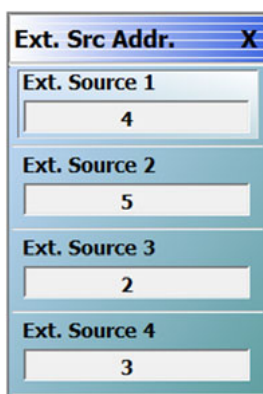 Ext. Src Addr. X
Ext. Source 1
4
Ext. Source 2
5
Ext. Source 3
2
Ext. Source 4
3